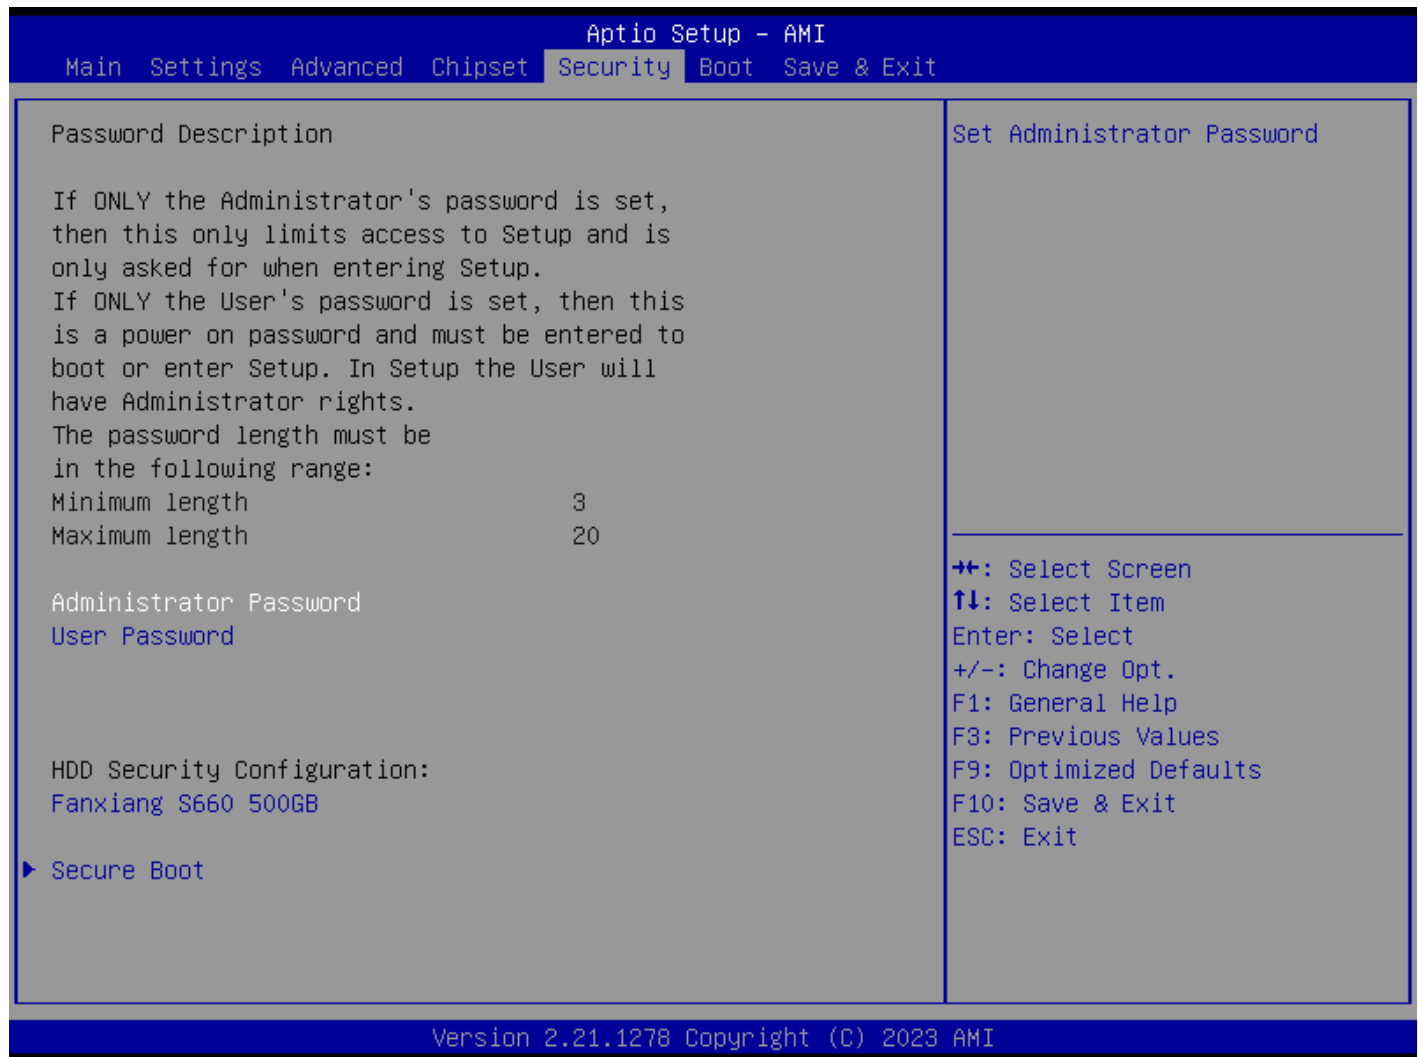 Aptio Setup – AMI
Main Settings Advanced Chipset Security Boot Save & Exit
Password Description
If ONLY the Administrator's password is set,
then this only limits access to Setup and is
only asked for when entering Setup.
If ONLY the User's password is set, then this
is a power on password and must be entered to
boot or enter Setup. In Setup the User will
have Administrator rights.
The password length must be
in the following range:
Minimum length 3
Maximum length 20
Administrator Password
User Password
HDD Security Configuration:
Fanxiang S660 500GB
Secure Boot
Set Administrator Password
→←: Select Screen
↑↓: Select Item
Enter: Select
+/-: Change Opt.
F1: General Help
F3: Previous Values
F9: Optimized Defaults
F10: Save & Exit
ESC: Exit
Version 2.21.1278 Copyright (C) 2023 AMI